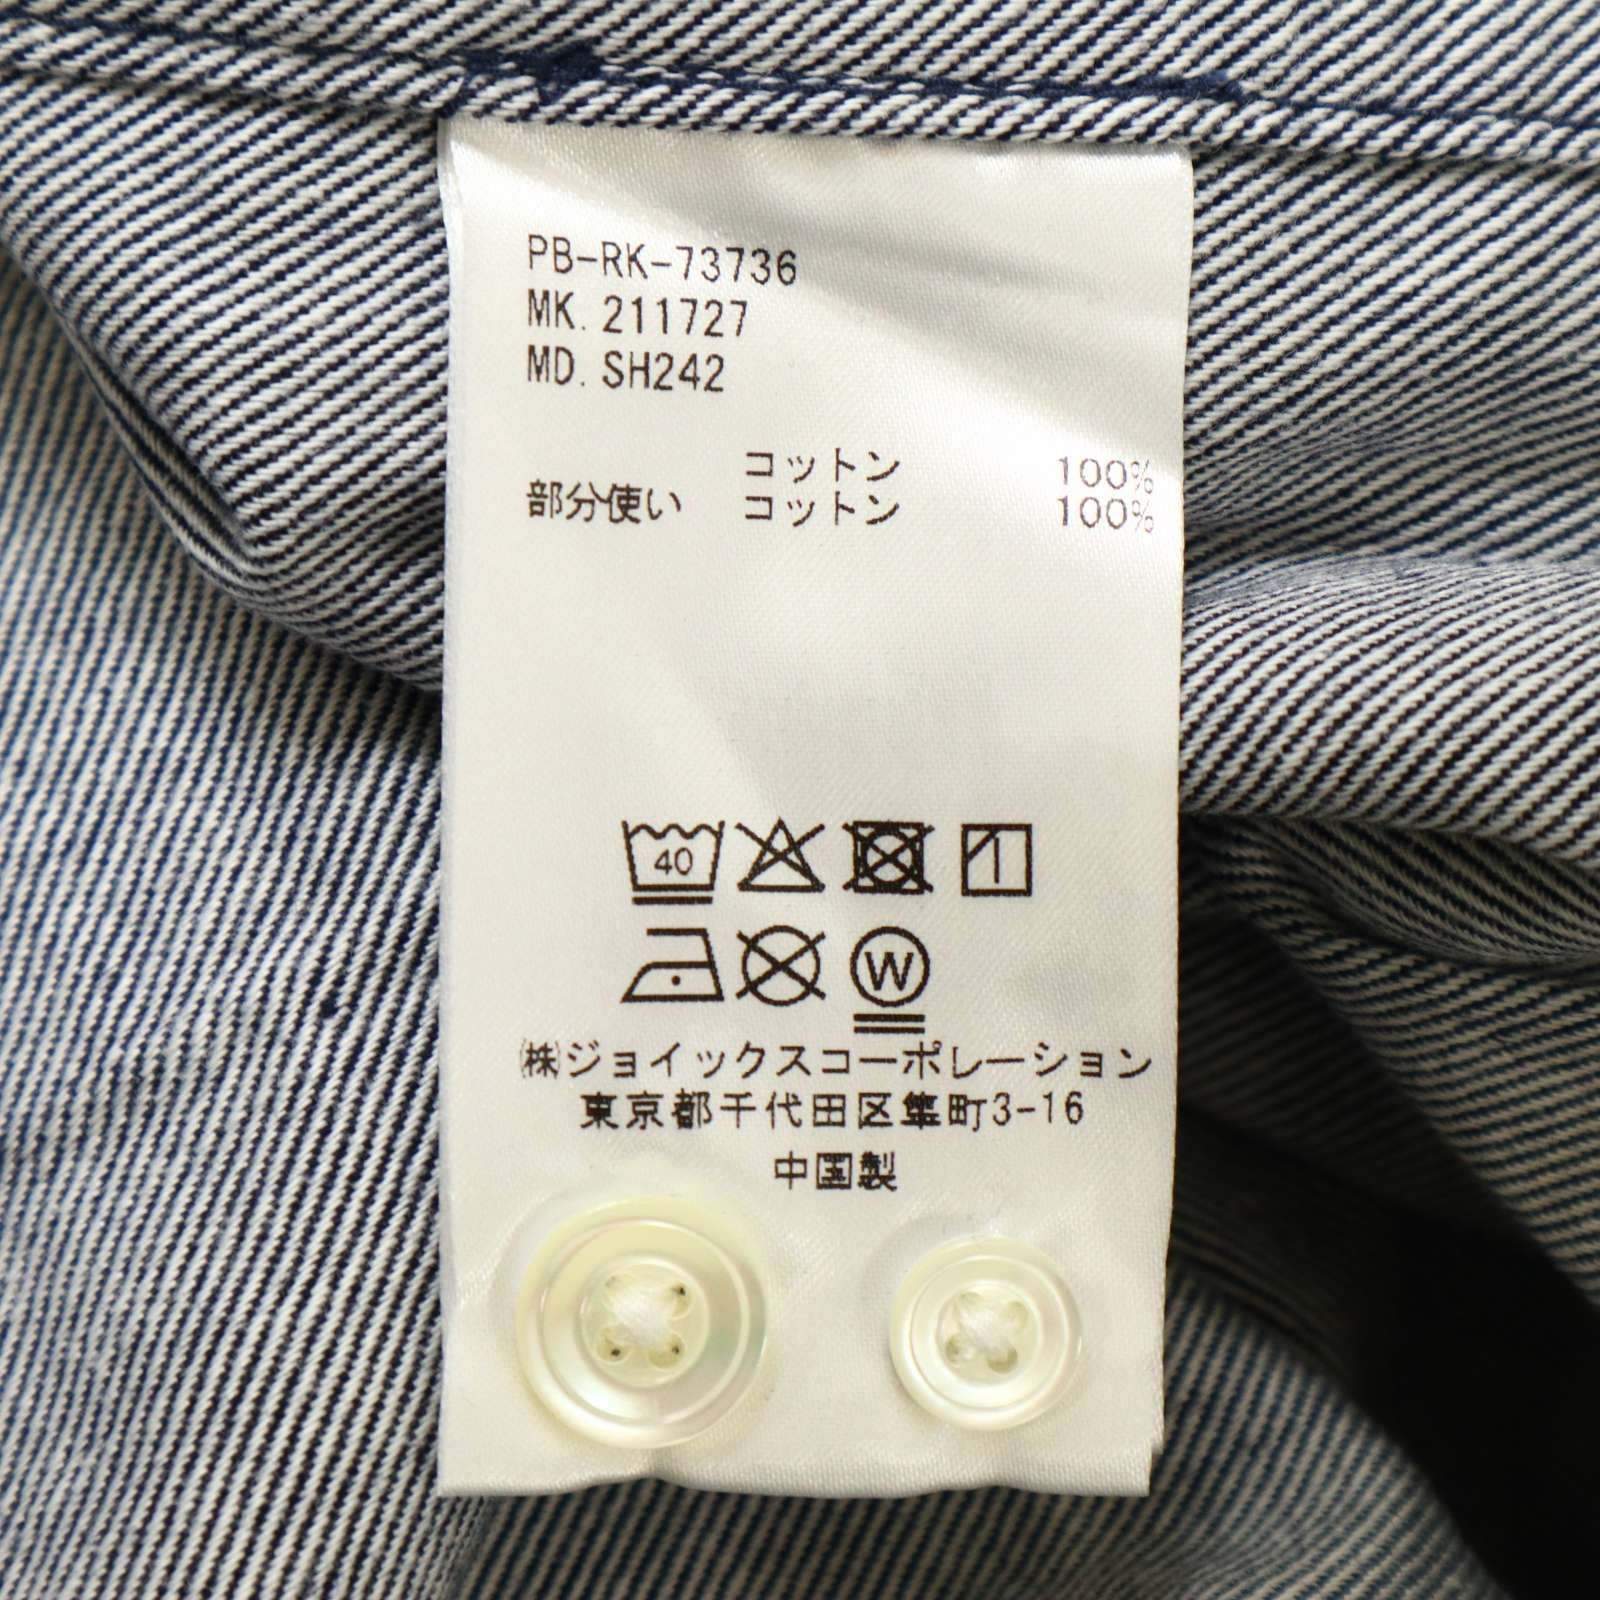 PB-RK-73736
MK. 211727
MD. SH242
コットン 100%
部分使い コットン 100%
40
W
㈱ジョイックスコーポレーション
東京都千代田区隼町3-16
中国製